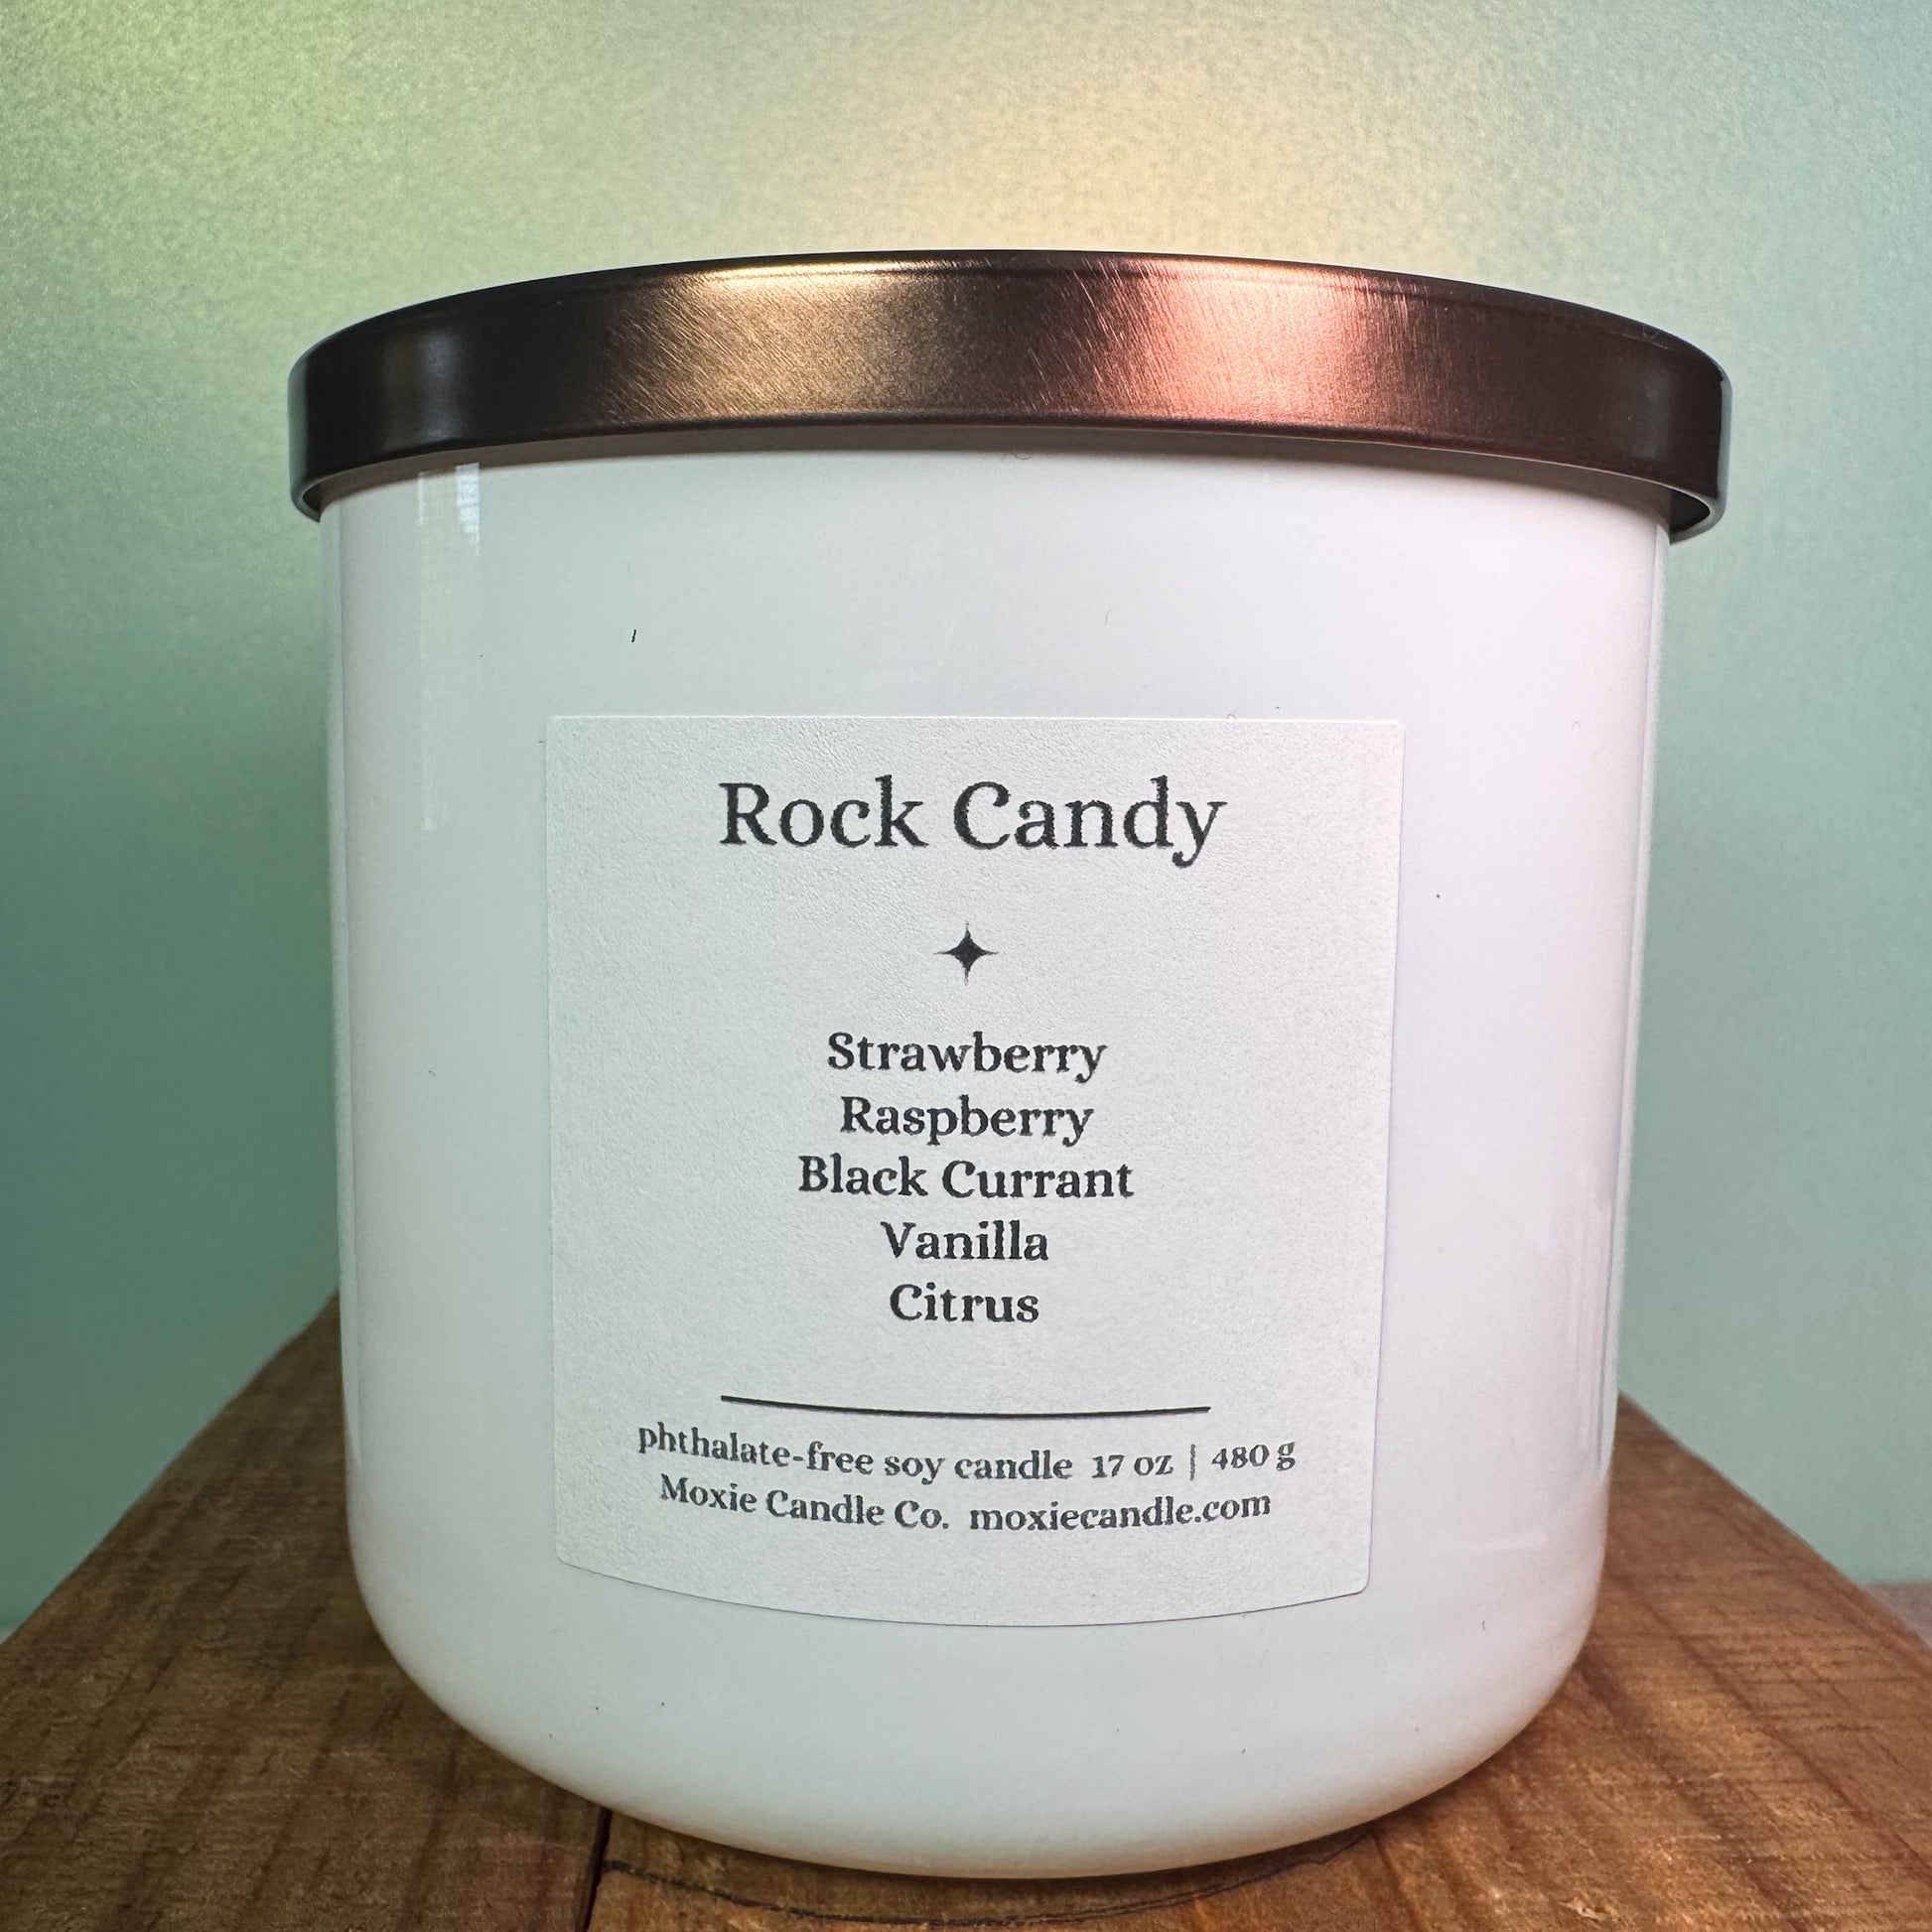 Rock Candy
Strawberry
Raspberry
Black Currant
Vanilla
Citrus
phthalate-free soy candle 17 oz | 480 g
Moxie Candle Co. moxiecandle.com